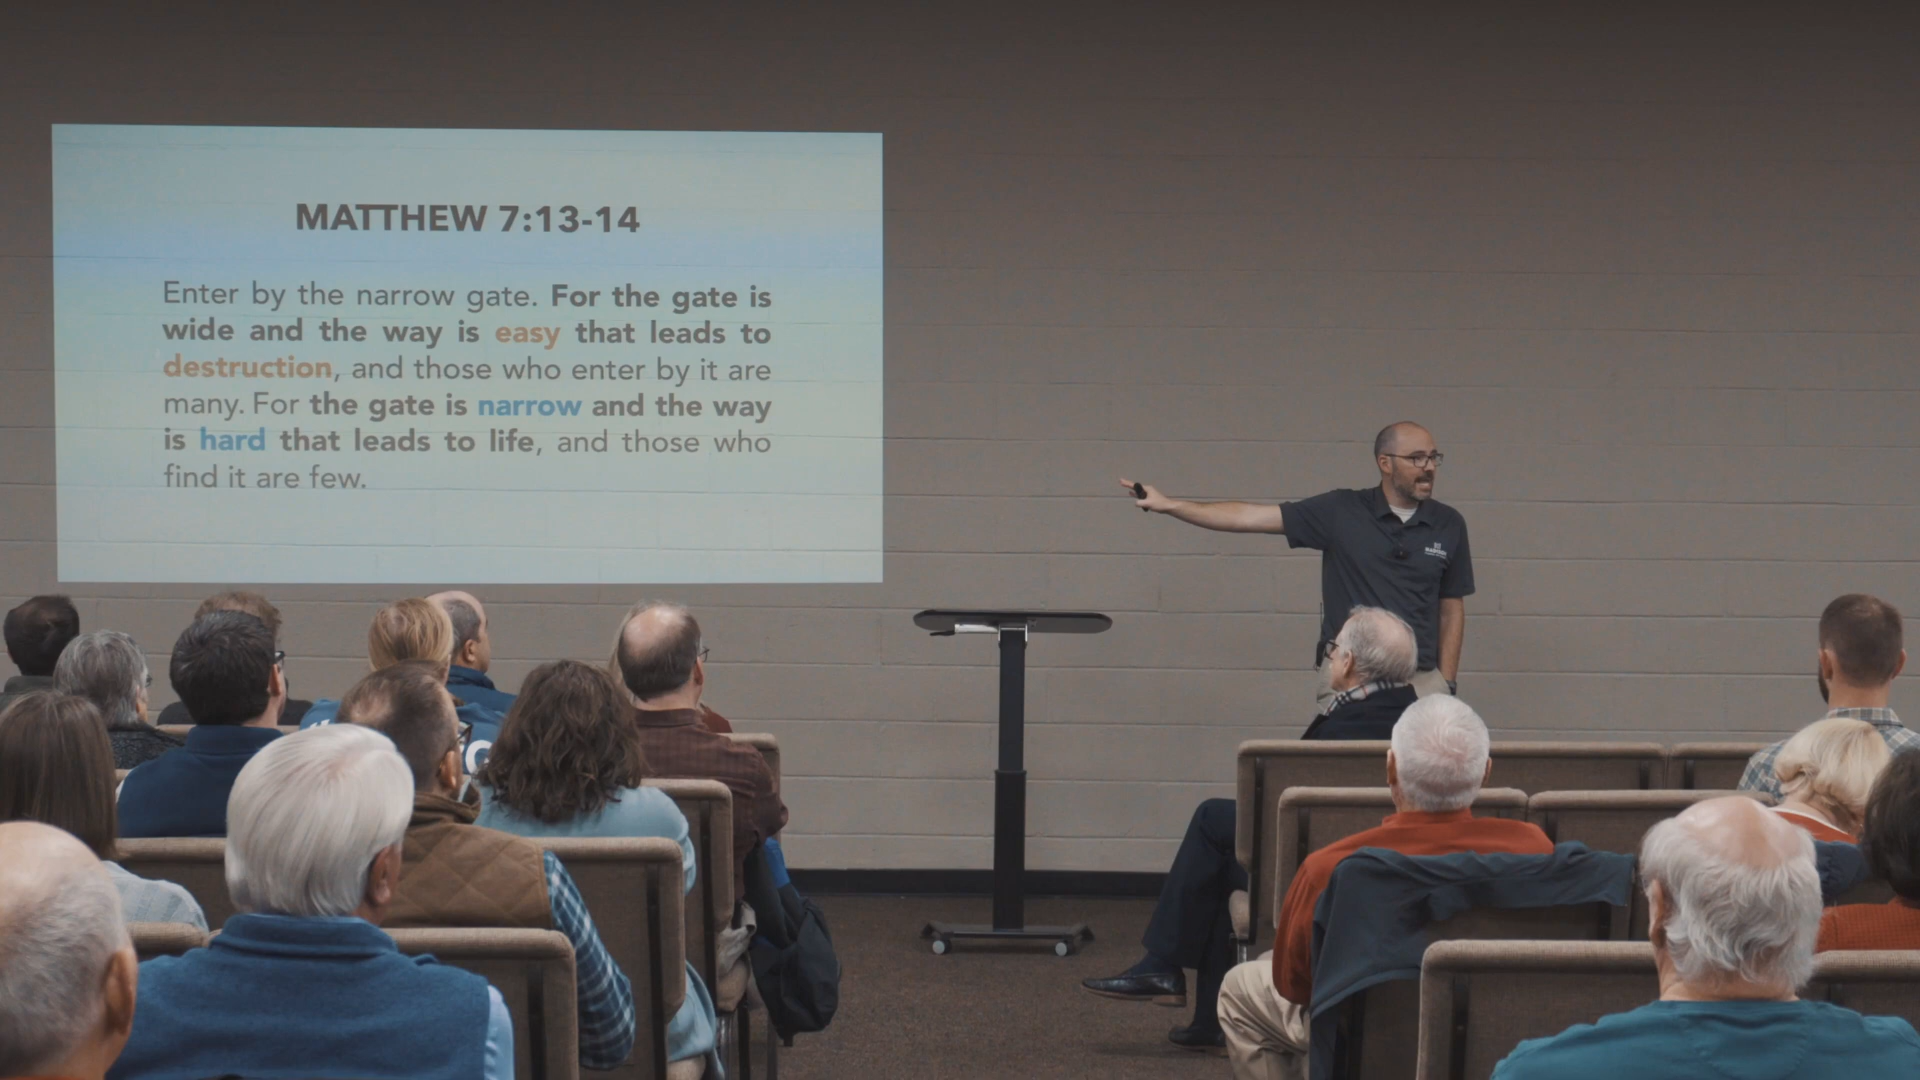 MATTHEW 7:13-14
Enter by the narrow gate. For the gate is
wide and the way is easy that leads to
destruction, and those who enter by it are
many. For the gate is narrow and the way
is hard that leads to life, and those who
find it are few.